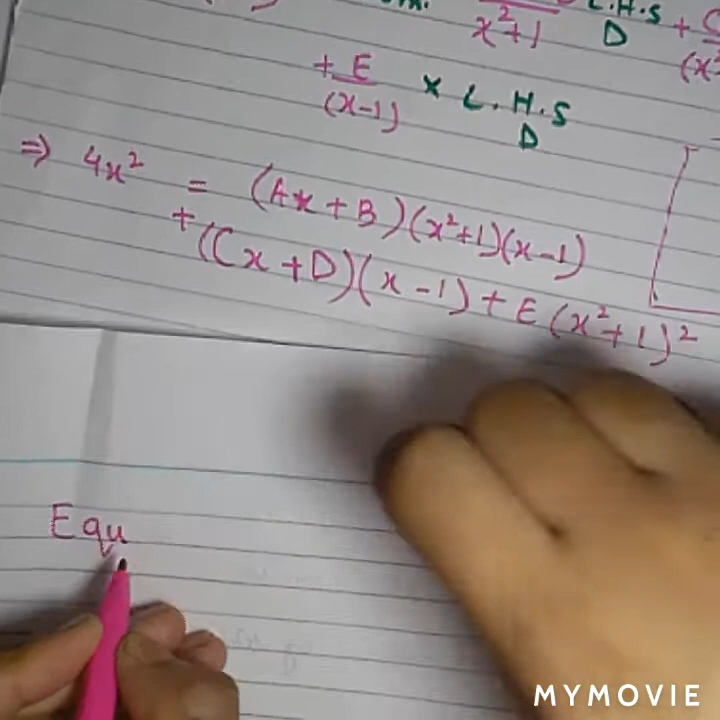 x²+1 L.H.S D +
+ E/(x-1) × L.H.S D
⇒ 4x² = (Ax+B)(x²+1)(x-1)
+ (Cx+D)(x-1) + E(x²+1)²
Equ
MYMOVIE